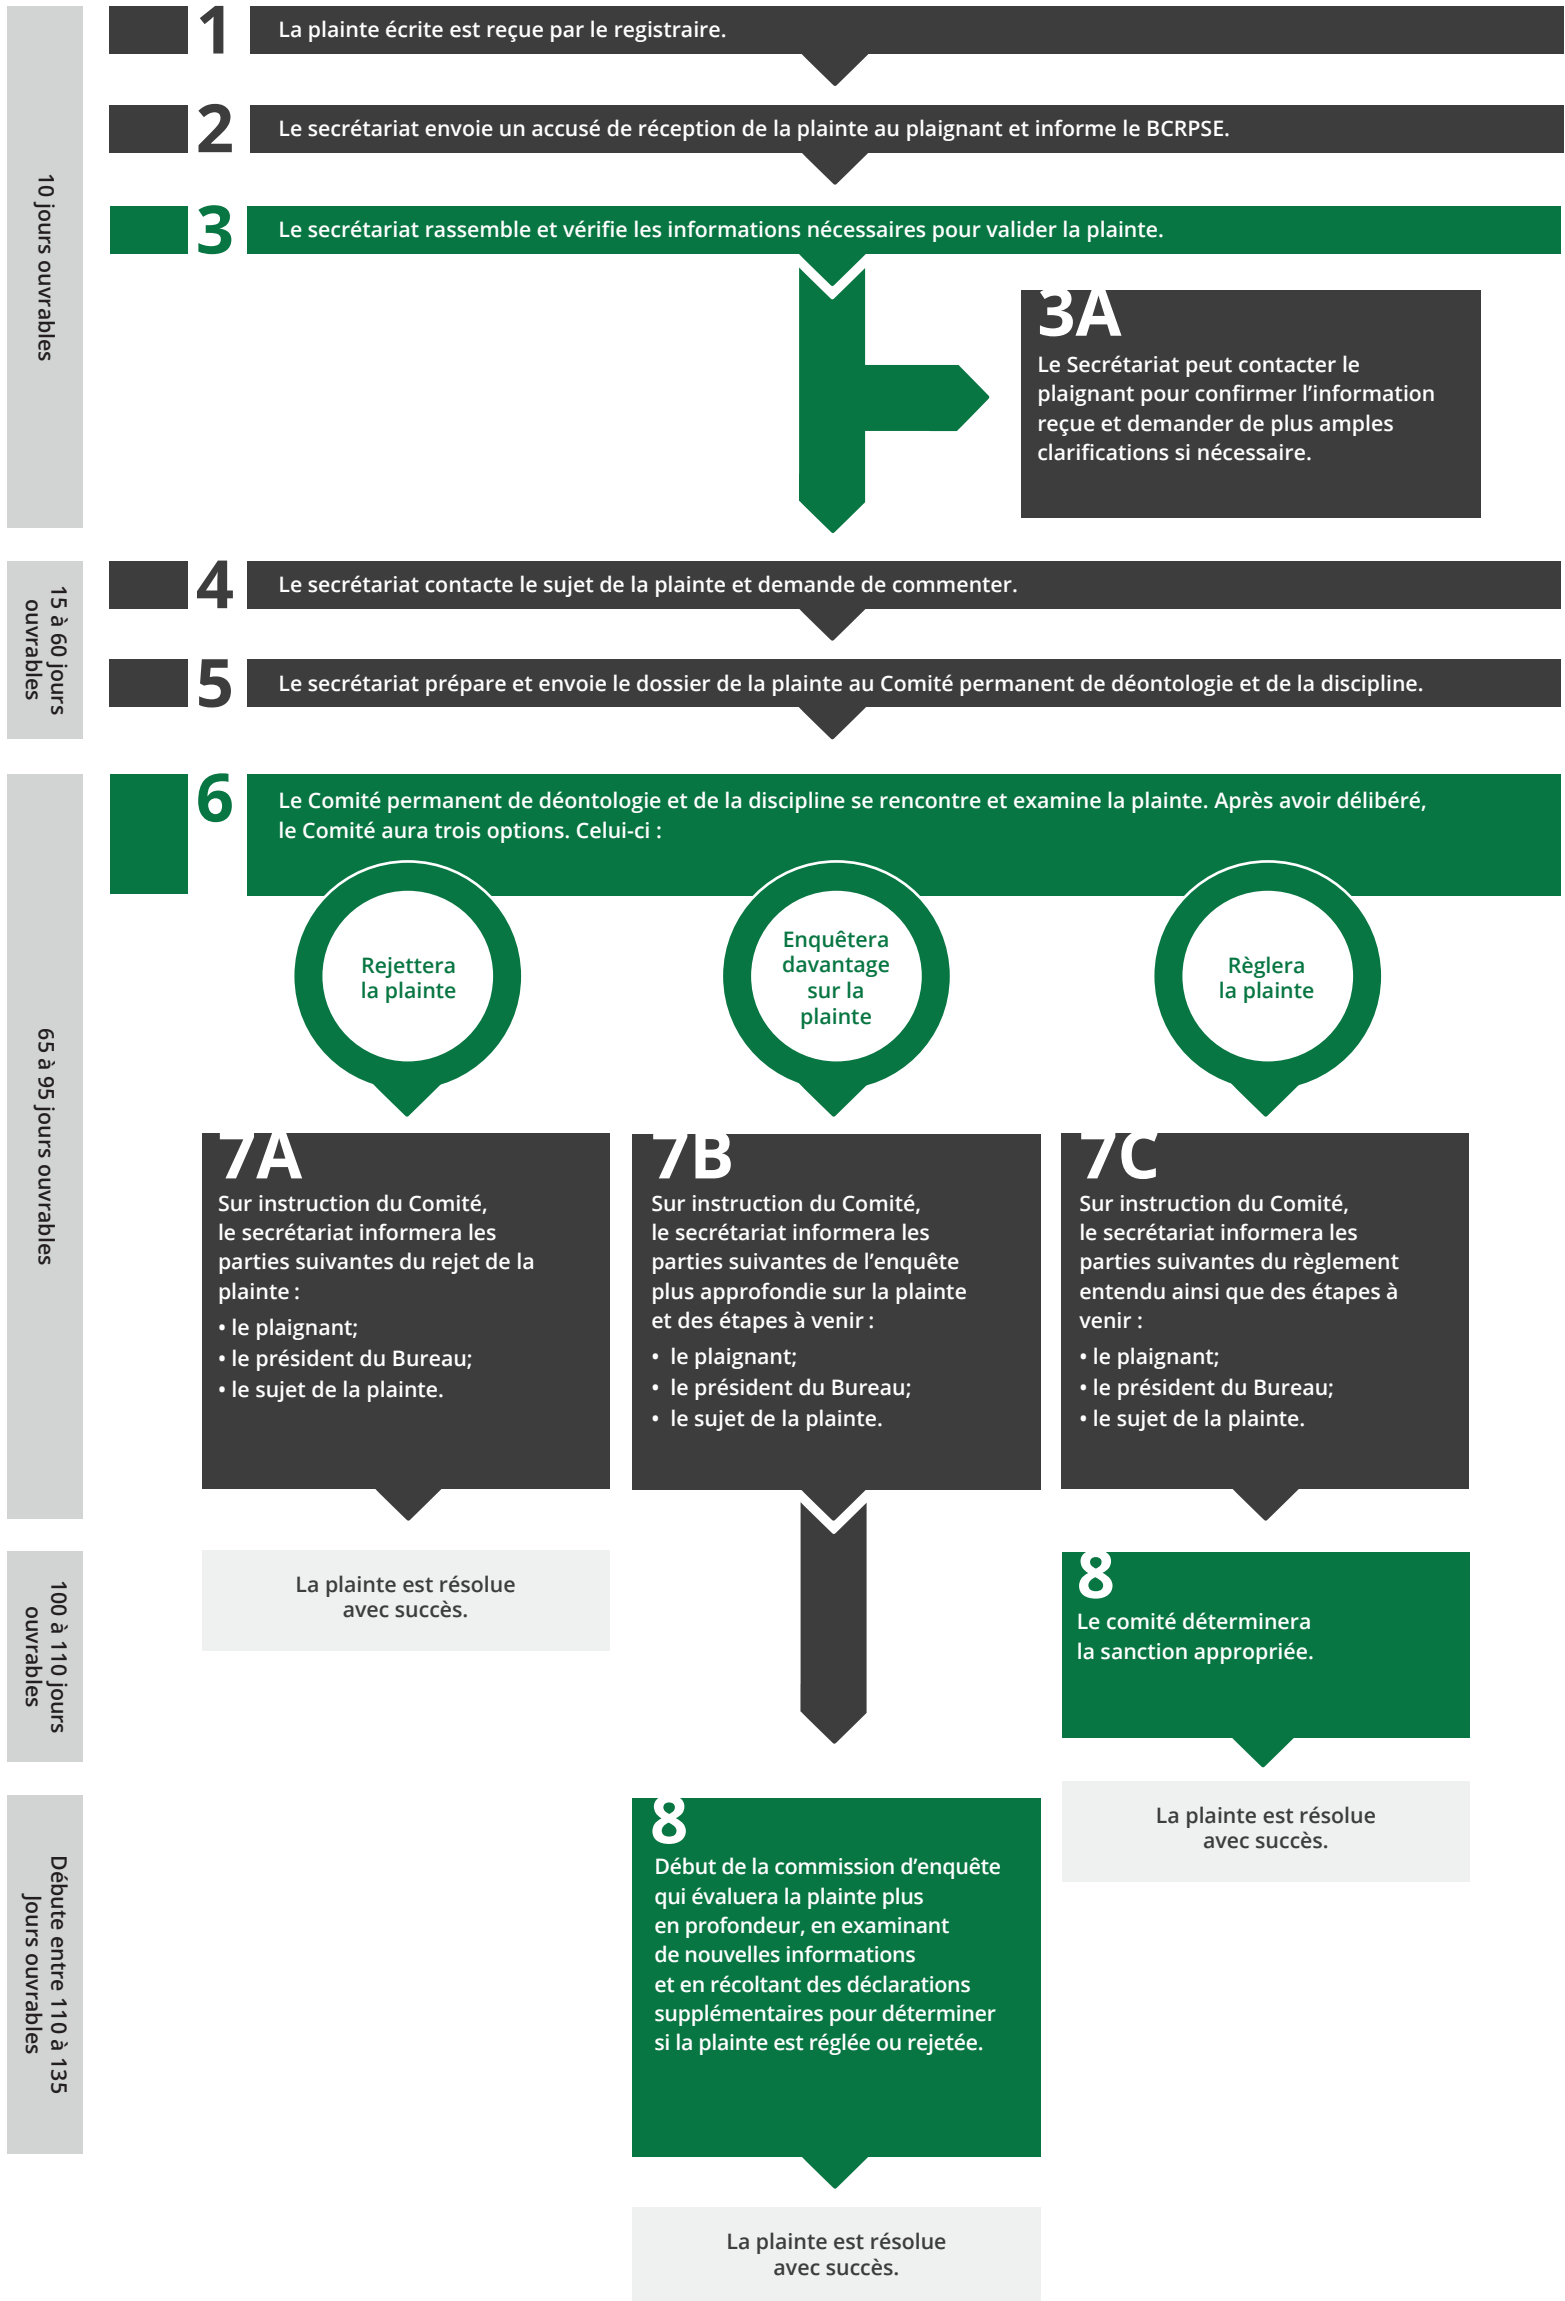 10 jours ouvrables
1
La plainte écrite est reçue par le registraire.
2
Le secrétariat envoie un accusé de réception de la plainte au plaignant et informe le BCRPSE.
3
Le secrétariat rassemble et vérifie les informations nécessaires pour valider la plainte.
3A
Le Secrétariat peut contacter le
plaignant pour confirmer l’information
reçue et demander de plus amples
clarifications si nécessaire.
15 à 60 jours
ouvrables
4
Le secrétariat contacte le sujet de la plainte et demande de commenter.
5
Le secrétariat prépare et envoie le dossier de la plainte au Comité permanent de déontologie et de la discipline.
65 à 95 jours ouvrables
6
Le Comité permanent de déontologie et de la discipline se rencontre et examine la plainte. Après avoir délibéré,
le Comité aura trois options. Celui-ci :
Rejettera
la plainte
Enquêtera
davantage
sur la
plainte
Règlera
la plainte
7A
Sur instruction du Comité,
le secrétariat informera les
parties suivantes du rejet de la
plainte :
• le plaignant;
• le président du Bureau;
• le sujet de la plainte.
7B
Sur instruction du Comité,
le secrétariat informera les
parties suivantes de l’enquête
plus approfondie sur la plainte
et des étapes à venir :
• le plaignant;
• le président du Bureau;
• le sujet de la plainte.
7C
Sur instruction du Comité,
le secrétariat informera les
parties suivantes du règlement
entendu ainsi que des étapes à
venir :
• le plaignant;
• le président du Bureau;
• le sujet de la plainte.
100 à 110 jours
ouvrables
La plainte est résolue
avec succès.
8
Le comité déterminera
la sanction appropriée.
La plainte est résolue
avec succès.
Débute entre 110 à 135
Jours ouvrables
8
Début de la commission d’enquête
qui évaluera la plainte plus
en profondeur, en examinant
de nouvelles informations
et en récoltant des déclarations
supplémentaires pour déterminer
si la plainte est réglée ou rejetée.
La plainte est résolue
avec succès.